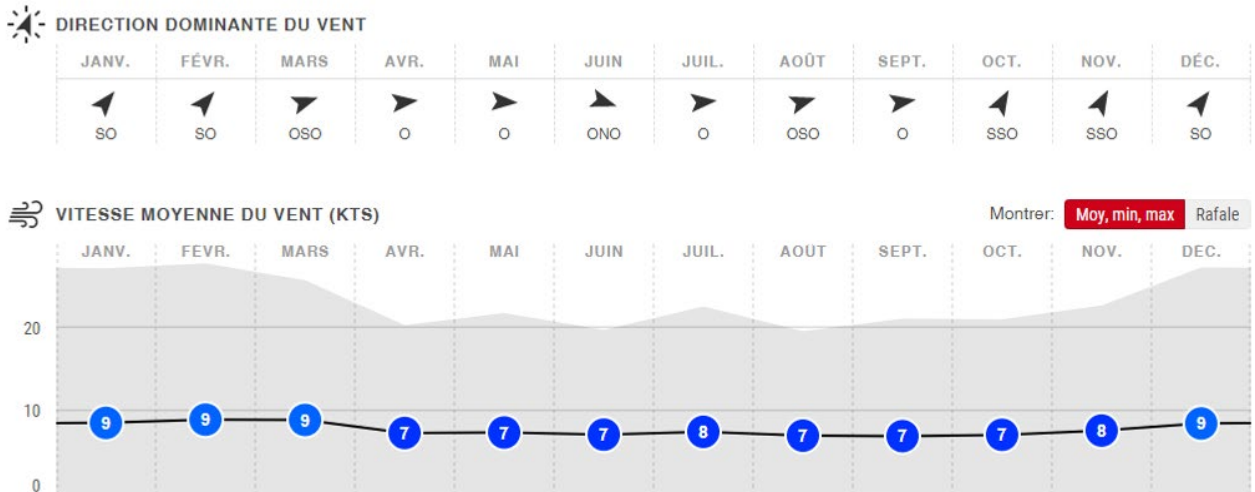 DIRECTION DOMINANTE DU VENT
JANV. FÉVR. MARS AVR. MAI JUIN JUIL. AOÛT SEPT. OCT. NOV. DÉC.
SO SO OSO O O ONO O OSO O SSO SSO SO
VITESSE MOYENNE DU VENT (KTS) Montrer: Moy, min, max Rafale
JANV. FEVR. MARS AVR. MAI JUIN JUIL. AOUT SEPT. OCT. NOV. DEC.
20
10
9 9 9 7 7 7 8 7 7 7 8 9
0